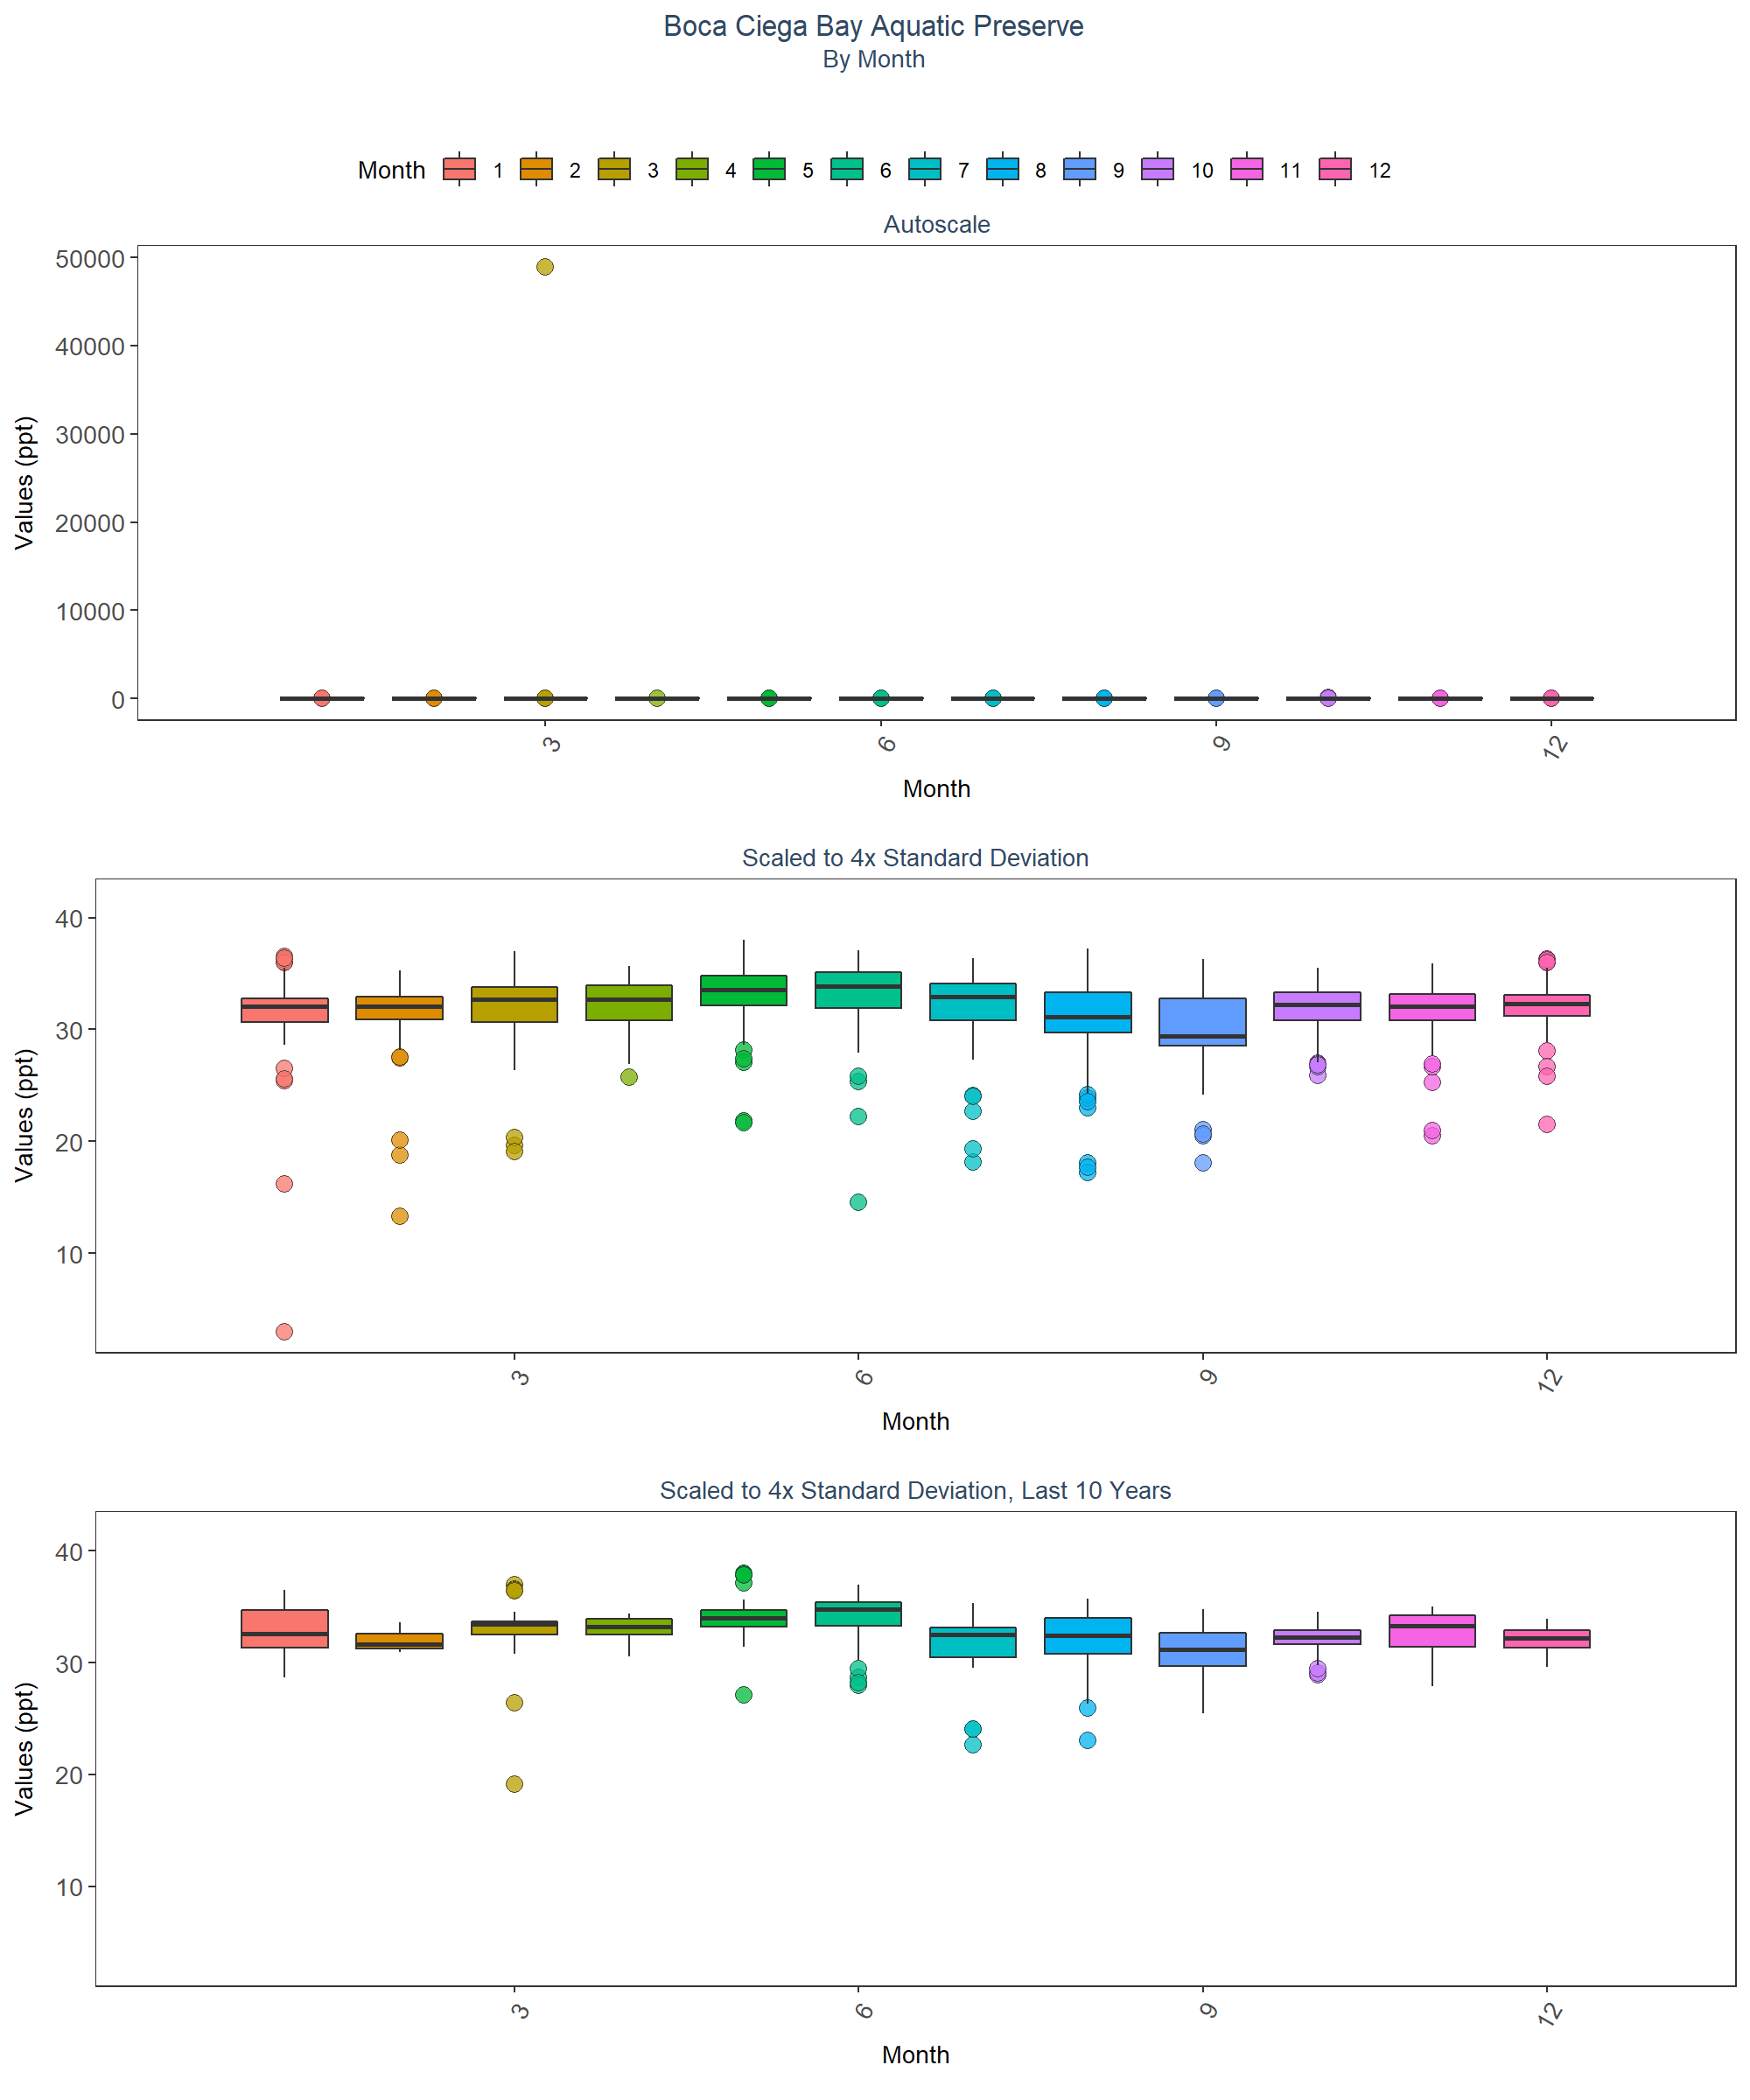 Boca Ciega Bay Aquatic Preserve
By Month
Month 1 2 3 4 5 6 7 8 9 10 11 12
Autoscale
50000
40000
30000
20000
10000
0
Values (ppt)
3 6 9 12
Month
Scaled to 4x Standard Deviation
40
30
20
10
Values (ppt)
3 6 9 12
Month
Scaled to 4x Standard Deviation, Last 10 Years
40
30
20
10
Values (ppt)
3 6 9 12
Month